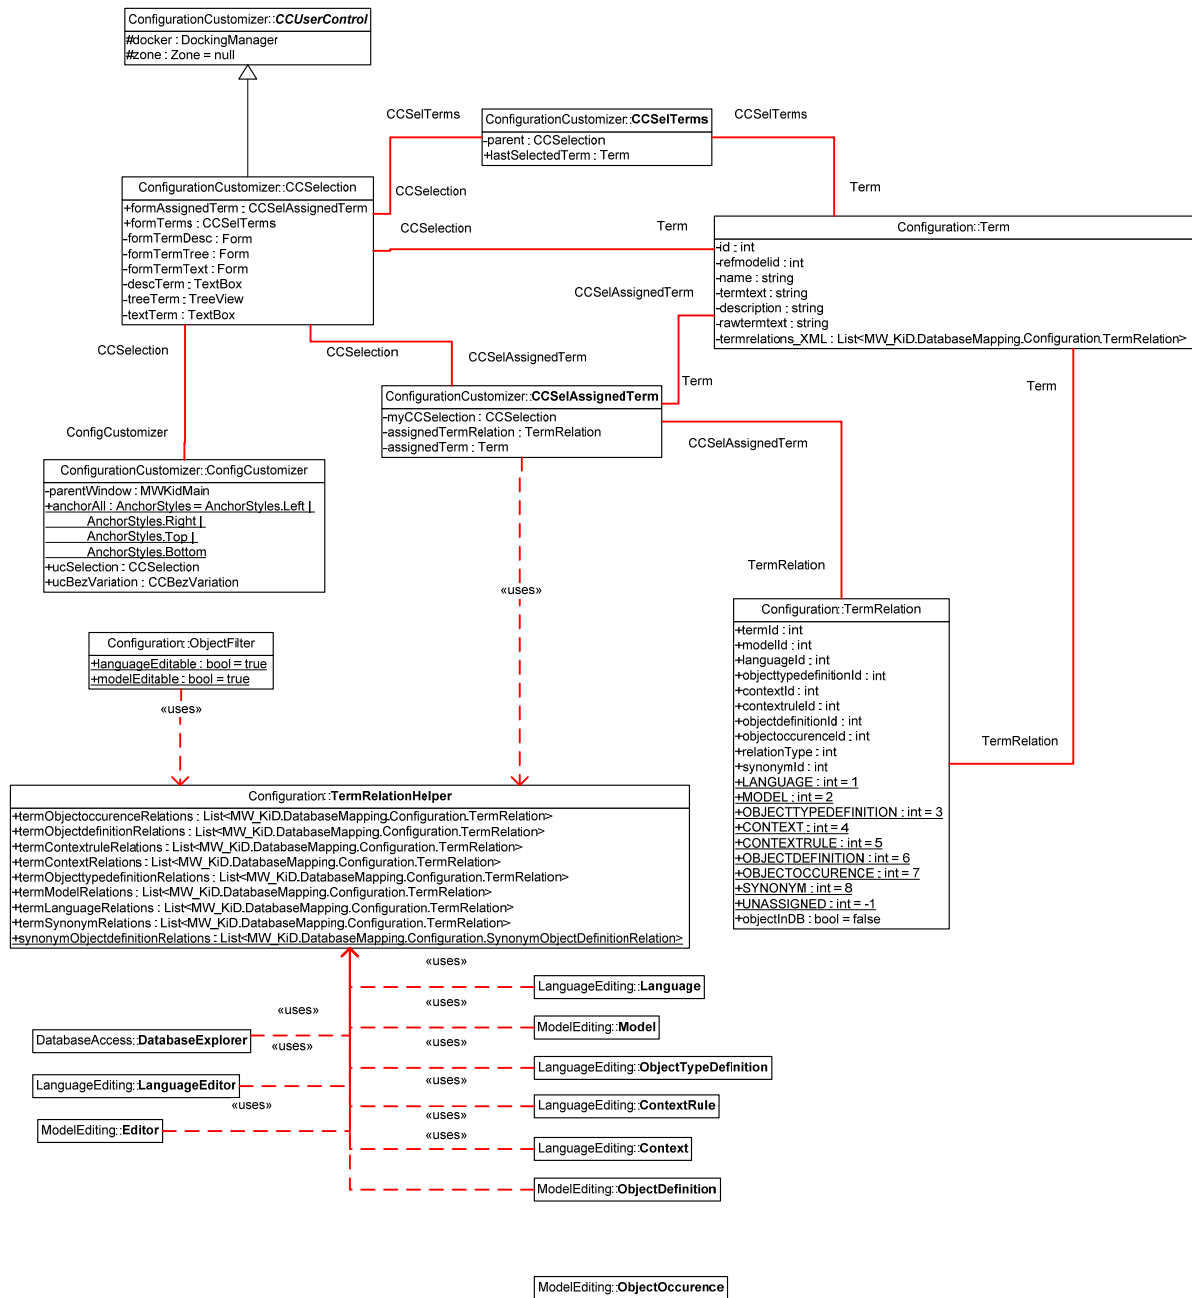 ConfigurationCustomizer::CCUserControl
#docker : DockingManager
#zone : Zone = null
CCSelTerms
ConfigurationCustomizer::CCSelTerms
-parent : CCSelection
+lastSelectedTerm : Term
CCSelTerms
ConfigurationCustomizer::CCSelection
+formAssignedTerm : CCSelAssignedTerm
+formTerms : CCSelTerms
-formTermDesc : Form
-formTermTree : Form
-formTermText : Form
-descTerm : TextBox
-treeTerm : TreeView
-textTerm : TextBox
CCSelection
Term
CCSelection
Term
Configuration::Term
-id : int
-refmodelid : int
-name : string
-termtext : string
-description : string
-rawtermtext : string
-termrelations_XML : List<MW_KiD.DatabaseMapping.Configuration.TermRelation>
CCSelAssignedTerm
CCSelection
CCSelection
CCSelAssignedTerm
Term
Term
ConfigurationCustomizer::CCSelAssignedTerm
-myCCSelection : CCSelection
-assignedTermRelation : TermRelation
-assignedTerm : Term
ConfigCustomizer
CCSelAssignedTerm
ConfigurationCustomizer::ConfigCustomizer
-parentWindow : MWKidMain
+anchorAll : AnchorStyles = AnchorStyles.Left |
AnchorStyles.Right |
AnchorStyles.Top |
AnchorStyles.Bottom
+ucSelection : CCSelection
+ucBezVariation : CCBezVariation
TermRelation
«uses»
Configuration::TermRelation
+termId : int
+modelId : int
+languageId : int
+objecttypedefinitionId : int
+contextId : int
+contextruleId : int
+objectdefinitionId : int
+objectoccurenceId : int
+relationType : int
+synonymId : int
+LANGUAGE : int = 1
+MODEL : int = 2
+OBJECTTYPEDEFINITION : int = 3
+CONTEXT : int = 4
+CONTEXTRULE : int = 5
+OBJECTDEFINITION : int = 6
+OBJECTOCCURENCE : int = 7
+SYNONYM : int = 8
+UNASSIGNED : int = -1
+objectInDB : bool = false
TermRelation
Configuration::ObjectFilter
+languageEditable : bool = true
+modelEditable : bool = true
«uses»
Configuration::TermRelationHelper
+termObjectoccurenceRelations : List<MW_KiD.DatabaseMapping.Configuration.TermRelation>
+termObjectdefinitionRelations : List<MW_KiD.DatabaseMapping.Configuration.TermRelation>
+termContextruleRelations : List<MW_KiD.DatabaseMapping.Configuration.TermRelation>
+termContextRelations : List<MW_KiD.DatabaseMapping.Configuration.TermRelation>
+termObjecttypedefinitionRelations : List<MW_KiD.DatabaseMapping.Configuration.TermRelation>
+termModelRelations : List<MW_KiD.DatabaseMapping.Configuration.TermRelation>
+termLanguageRelations : List<MW_KiD.DatabaseMapping.Configuration.TermRelation>
+termSynonymRelations : List<MW_KiD.DatabaseMapping.Configuration.TermRelation>
+synonymObjectdefinitionRelations : List<MW_KiD.DatabaseMapping.Configuration.SynonymObjectDefinitionRelation>
«uses»
LanguageEditing::Language
«uses»
«uses»
ModelEditing::Model
DatabaseAccess::DatabaseExplorer
«uses»
«uses»
LanguageEditing::ObjectTypeDefinition
LanguageEditing::LanguageEditor
«uses»
«uses»
LanguageEditing::ContextRule
«uses»
ModelEditing::Editor
«uses»
LanguageEditing::Context
ModelEditing::ObjectDefinition
ModelEditing::ObjectOccurence